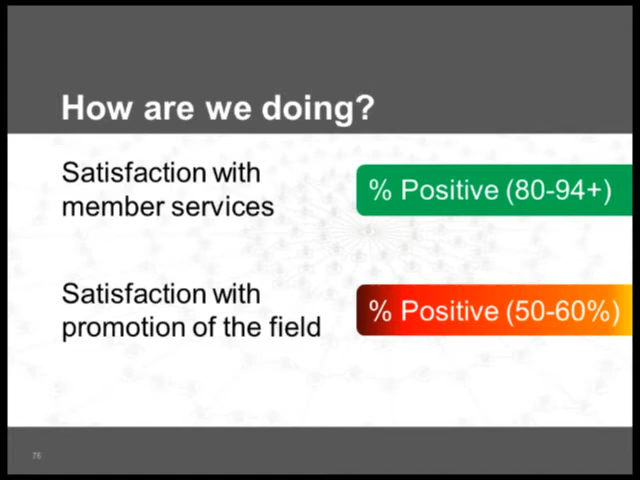 How are we doing?
Satisfaction with
member services
% Positive (80-94+)
Satisfaction with
promotion of the field
% Positive (50-60%)
76